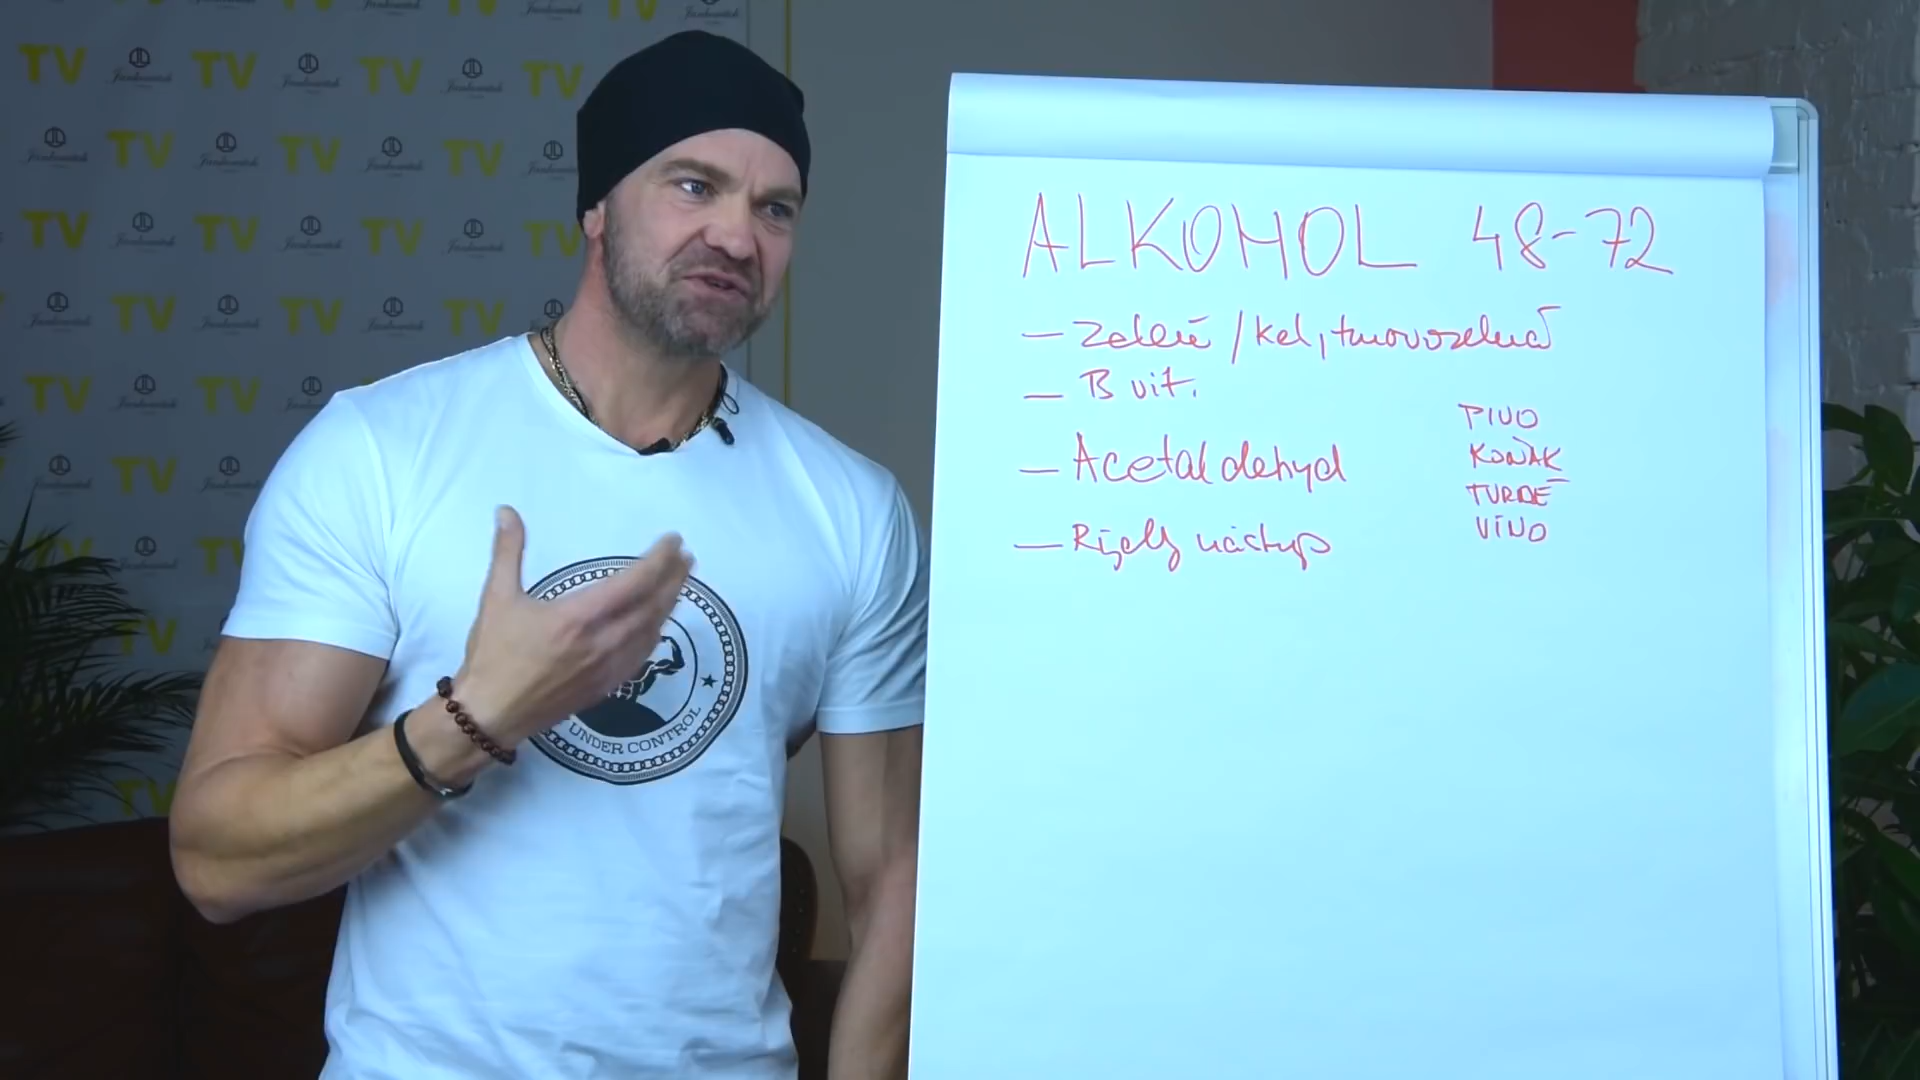 ALKOHOL 48-72
— Zelené / kel, tmavozelená
— B vit.
— Acetaldehyd
— Rýchly nástup
PIVO
KOŇAK
TVRDÉ
VÍNO
UNDER CONTROL
TV